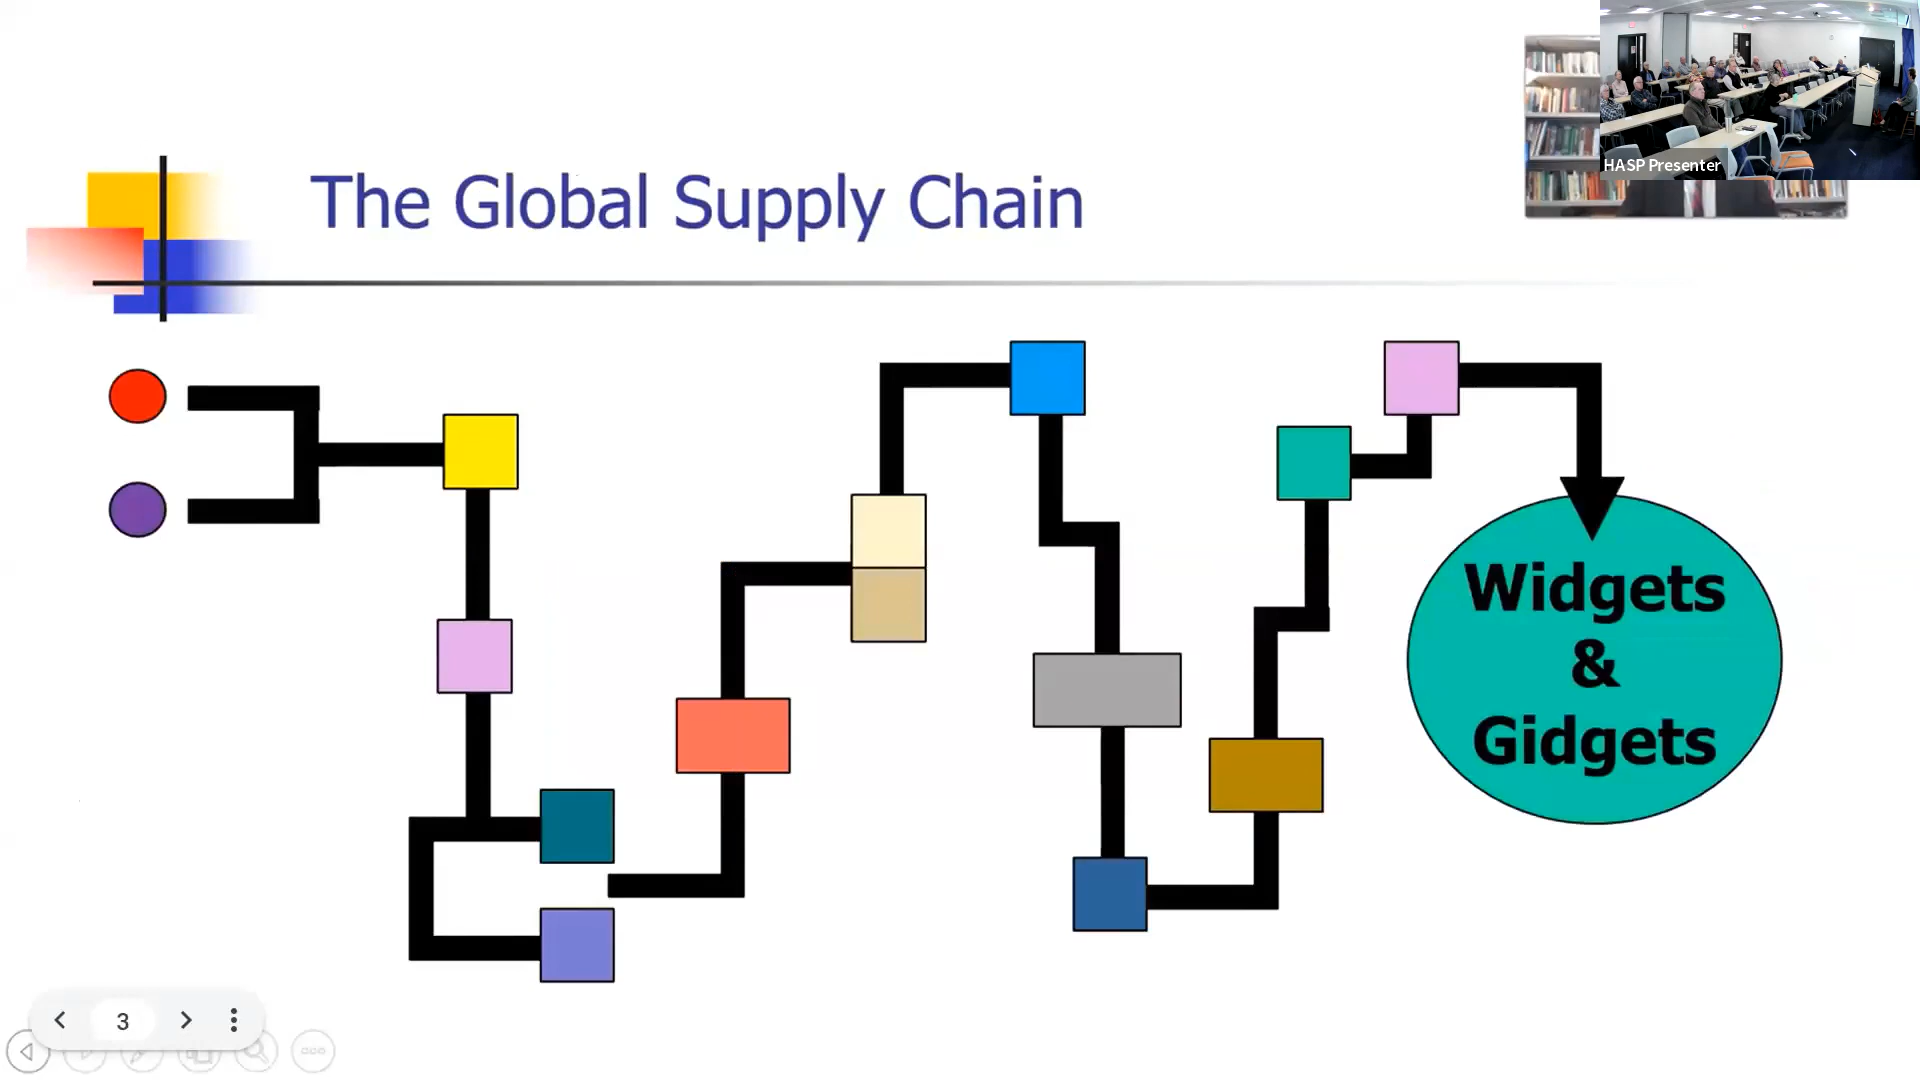 HASP Presenter
The Global Supply Chain
Widgets
&
Gidgets
3